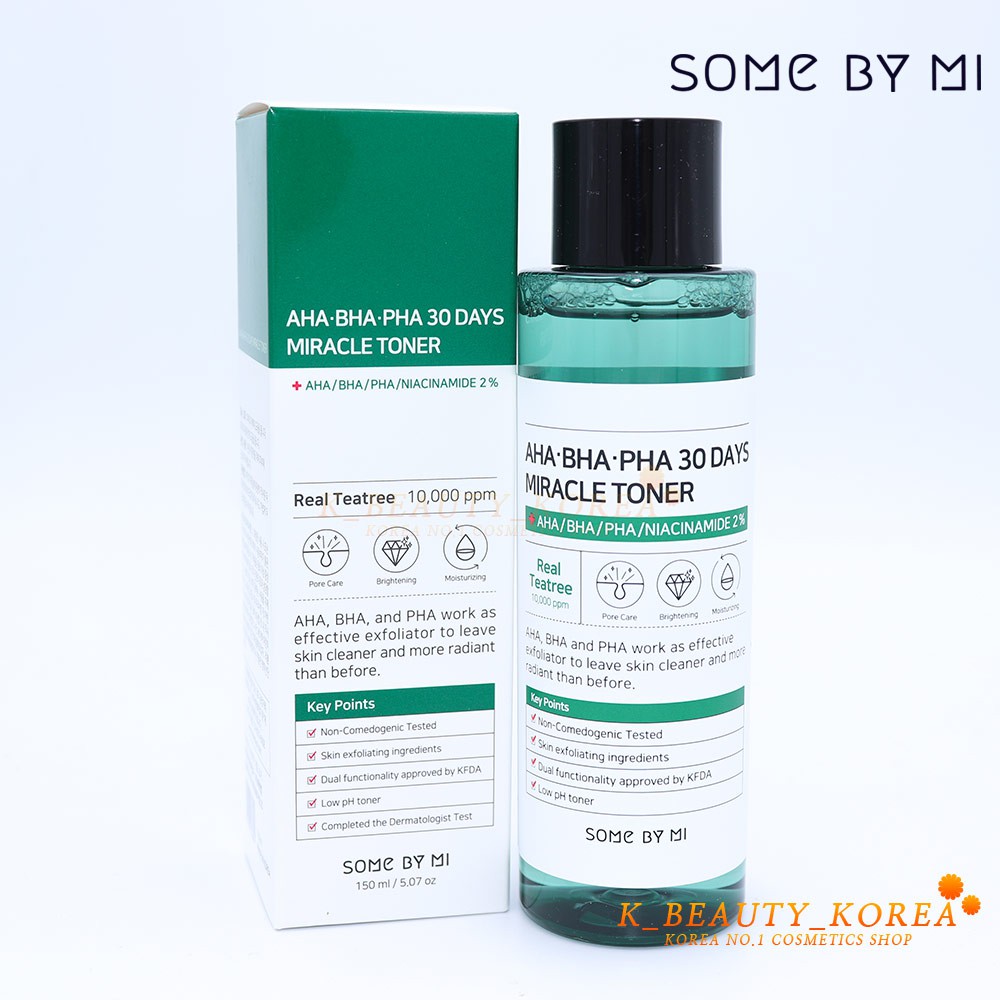 SOME BY MI
AHA·BHA·PHA 30 DAYS
MIRACLE TONER
+ AHA/BHA/PHA/NIACINAMIDE 2%
Real Teatree 10,000 ppm
Pore Care
Brightening
Moisturizing
AHA, BHA, and PHA work as
effective exfoliator to leave
skin cleaner and more radiant
than before.
Key Points
Non-Comedogenic Tested
Skin exfoliating ingredients
Dual functionality approved by KFDA
Low pH toner
Completed the Dermatologist Test
SOME BY MI
150 ml / 5.07 oz
AHA·BHA·PHA 30 DAYS
MIRACLE TONER
+ AHA/BHA/PHA/NIACINAMIDE 2%
Real
Teatree
10,000 ppm
Pore Care
Brightening
Moisturizing
AHA, BHA and PHA work as effective
exfoliator to leave skin cleaner and more
radiant than before.
Key Points
Non-Comedogenic Tested
Skin exfoliating ingredients
Dual functionality approved by KFDA
Low pH toner
SOME BY MI
K_BEAUTY_KOREA
KOREA NO.1 COSMETICS
K_BEAUTY_KOREA
KOREA NO.1 COSMETICS SHOP